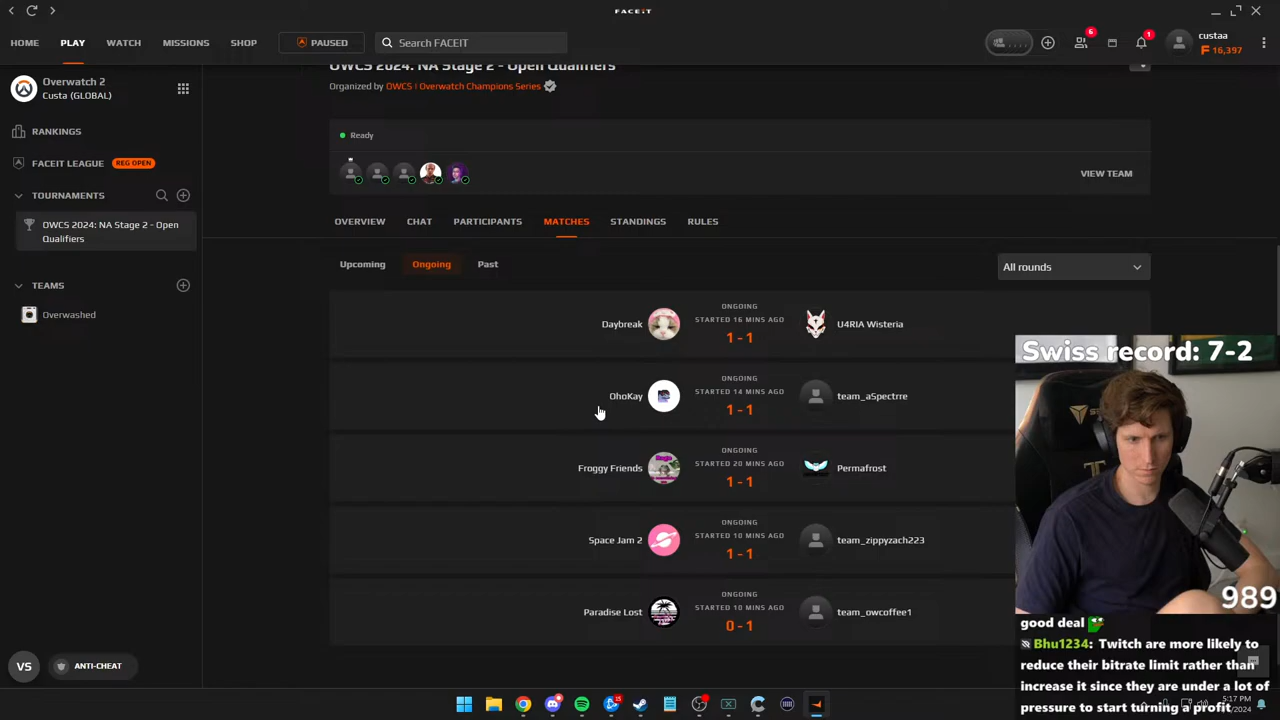 FACEIT
HOME
PLAY
WATCH
MISSIONS
SHOP
PAUSED
Search FACEIT
6
1
custaa
16,397
Overwatch 2
Custa (GLOBAL)
RANKINGS
FACEIT LEAGUE REG OPEN
TOURNAMENTS
OWCS 2024: NA Stage 2 - Open
Qualifiers
TEAMS
Overwashed
OWCS 2024: NA Stage 2 - Open Qualifiers
Organized by OWCS | Overwatch Champions Series
Ready
VIEW TEAM
OVERVIEW
CHAT
PARTICIPANTS
MATCHES
STANDINGS
RULES
Upcoming
Ongoing
Past
All rounds
ONGOING
Daybreak
STARTED 16 MINS AGO
U4RIA Wisteria
1 - 1
ONGOING
OhoKay
STARTED 14 MINS AGO
team_aSpectrre
1 - 1
ONGOING
Froggy Friends
STARTED 20 MINS AGO
Permafrost
1 - 1
ONGOING
Space Jam 2
STARTED 10 MINS AGO
team_zippyzach223
1 - 1
ONGOING
Paradise Lost
STARTED 10 MINS AGO
team_owcoffee1
0 - 1
Swiss record: 7-2
989
good deal
Bhu1234: Twitch are more likely to
reduce their bitrate limit rather than
increase it since they are under a lot of
pressure to start turning a profit
VS
ANTI-CHEAT
15
5:17 PM